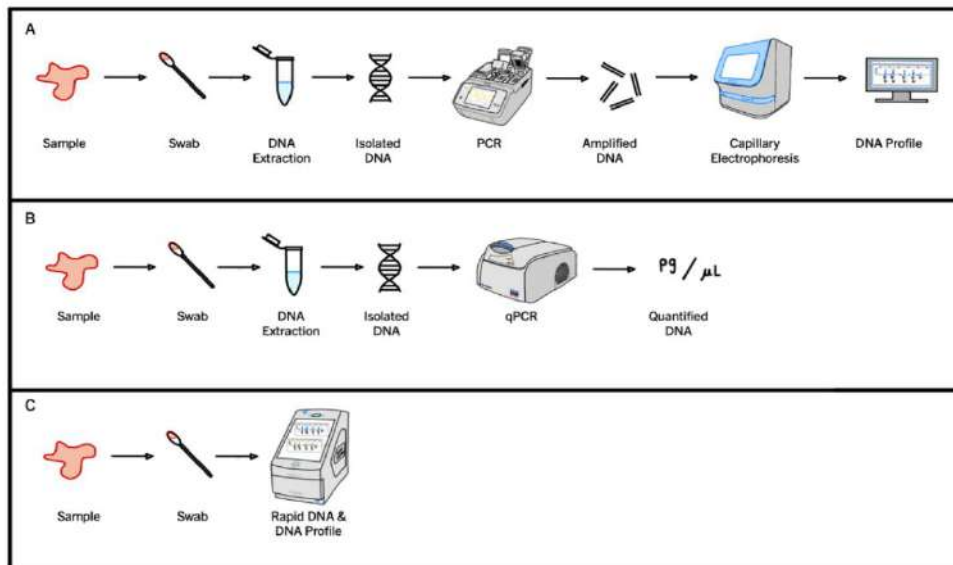 A
Sample
Swab
DNA
Extraction
Isolated
DNA
PCR
Amplified
DNA
Capillary
Electrophoresis
DNA Profile
B
pg/μL
Sample
Swab
DNA
Extraction
Isolated
DNA
qPCR
Quantified
DNA
C
Sample
Swab
Rapid DNA &
DNA Profile